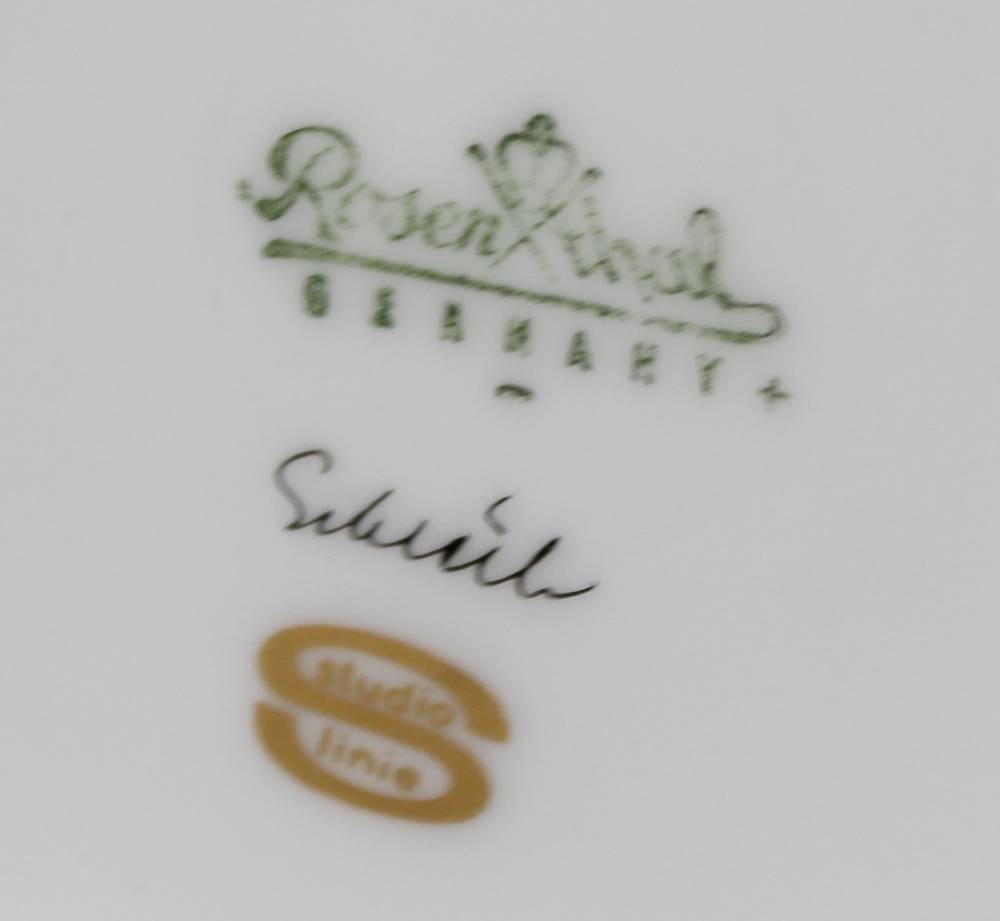 Rosenthal
GERMANY
studio
linie